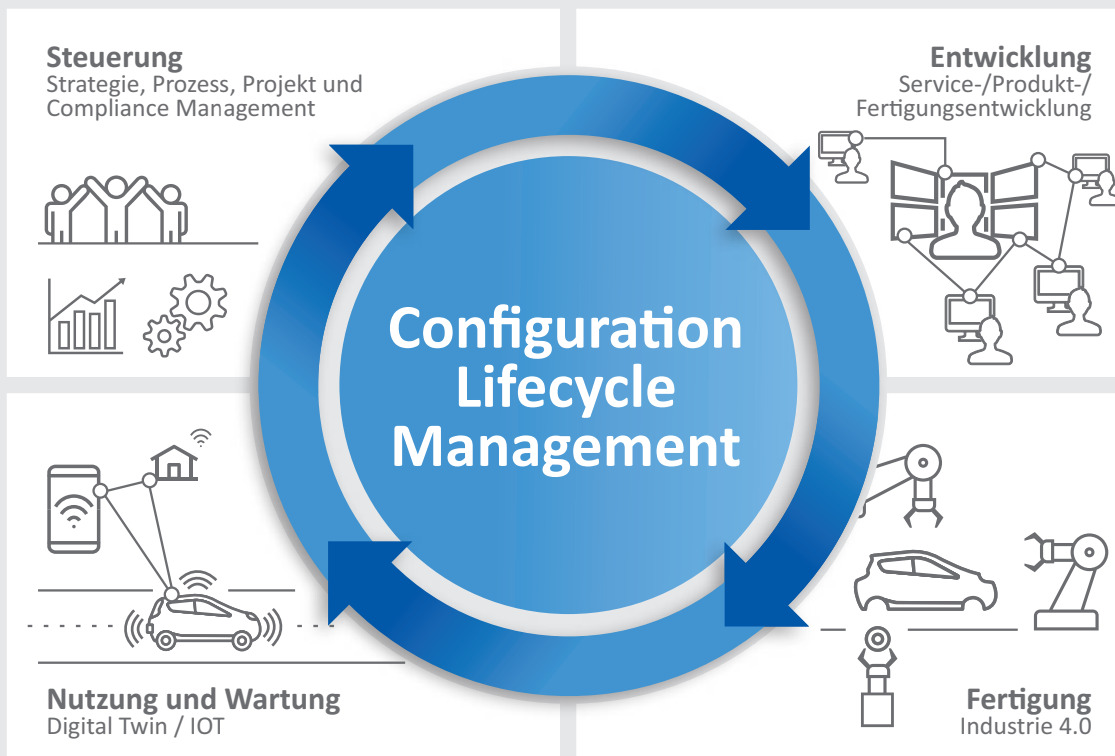 Steuerung
Strategie, Prozess, Projekt und
Compliance Management
Entwicklung
Service-/Produkt-/
Fertigungsentwicklung
Configuration
Lifecycle
Management
Nutzung und Wartung
Digital Twin / IOT
Fertigung
Industrie 4.0